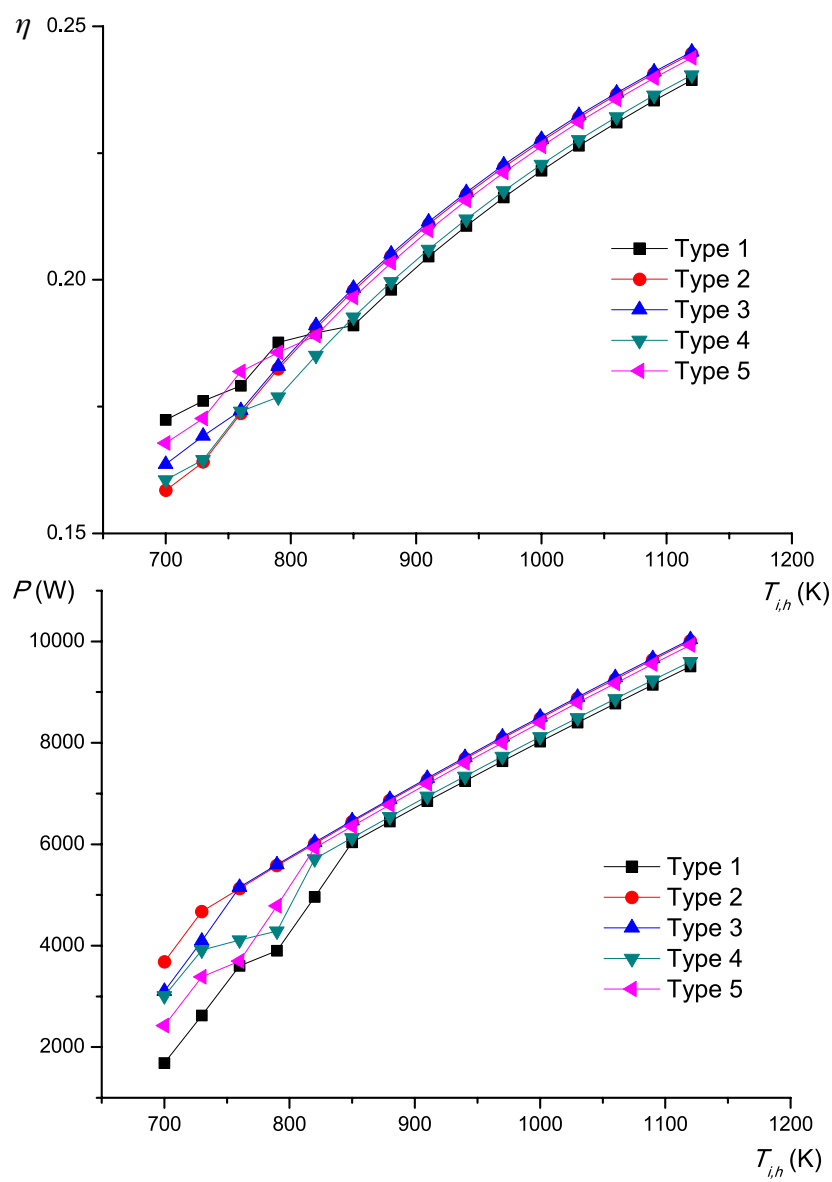 η
0.25
0.20
0.15
Type 1
Type 2
Type 3
Type 4
Type 5
700 800 900 1000 1100 1200
T_{i,h} (K)
P (W)
10000
8000
6000
4000
2000
Type 1
Type 2
Type 3
Type 4
Type 5
700 800 900 1000 1100 1200
T_{i,h} (K)